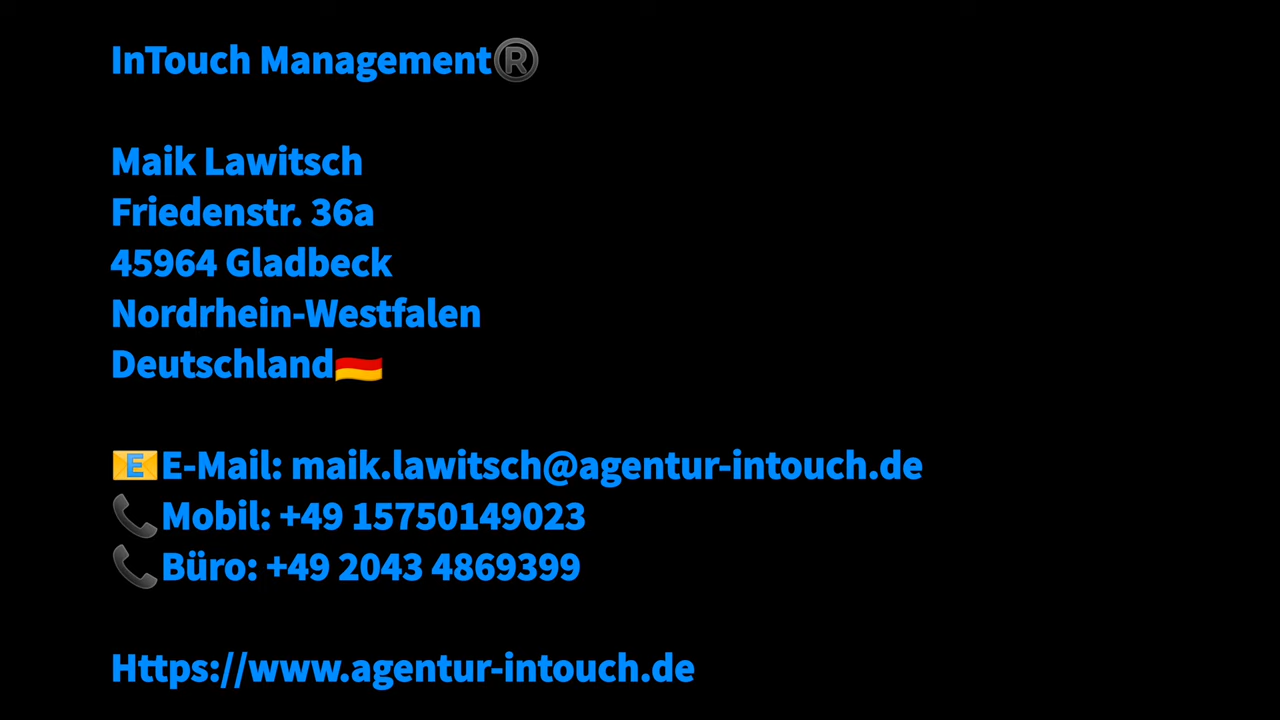 InTouch Management®️
Maik Lawitsch
Friedenstr. 36a
45964 Gladbeck
Nordrhein-Westfalen
Deutschland🇩🇪
📧E-Mail: maik.lawitsch@agentur-intouch.de
📞Mobil: +49 15750149023
📞Büro: +49 2043 4869399
Https://www.agentur-intouch.de